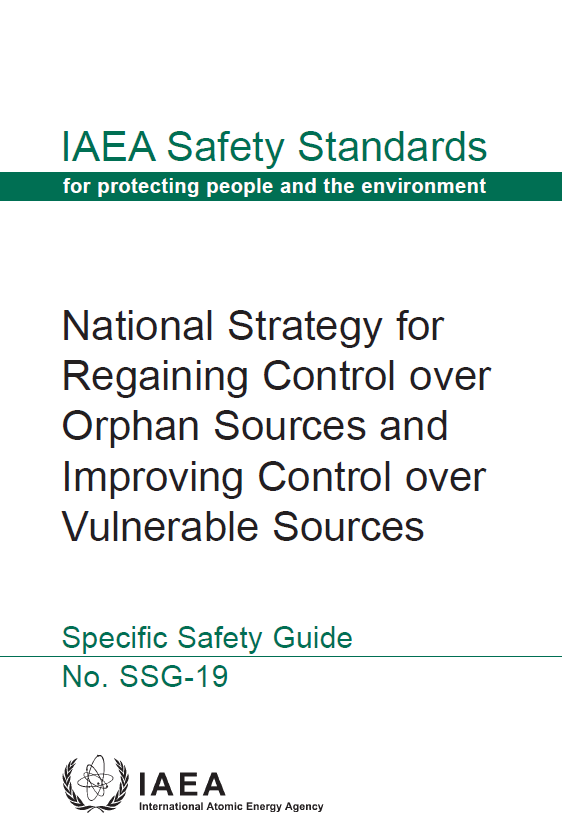 IAEA Safety Standards
for protecting people and the environment
National Strategy for
Regaining Control over
Orphan Sources and
Improving Control over
Vulnerable Sources
Specific Safety Guide
No. SSG-19
IAEA
International Atomic Energy Agency